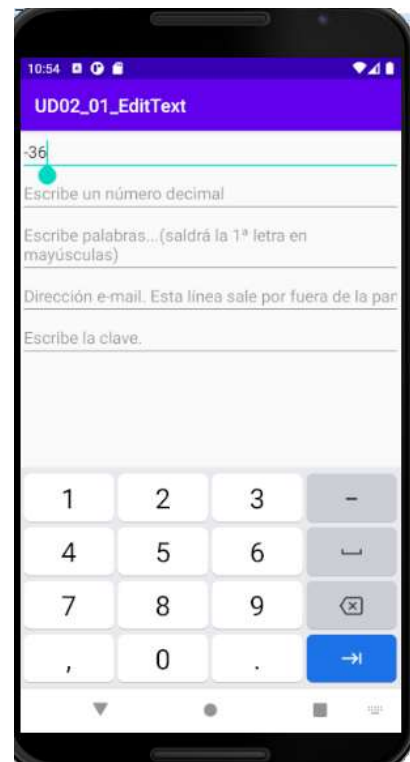 10:54
UD02_01_EditText
-36
Escribe un número decimal
Escribe palabras...(saldrá la 1ª letra en
mayúsculas)
Dirección e-mail. Esta línea sale por fuera de la pan
Escribe la clave.
1 2 3 -
4 5 6
7 8 9
, 0 .